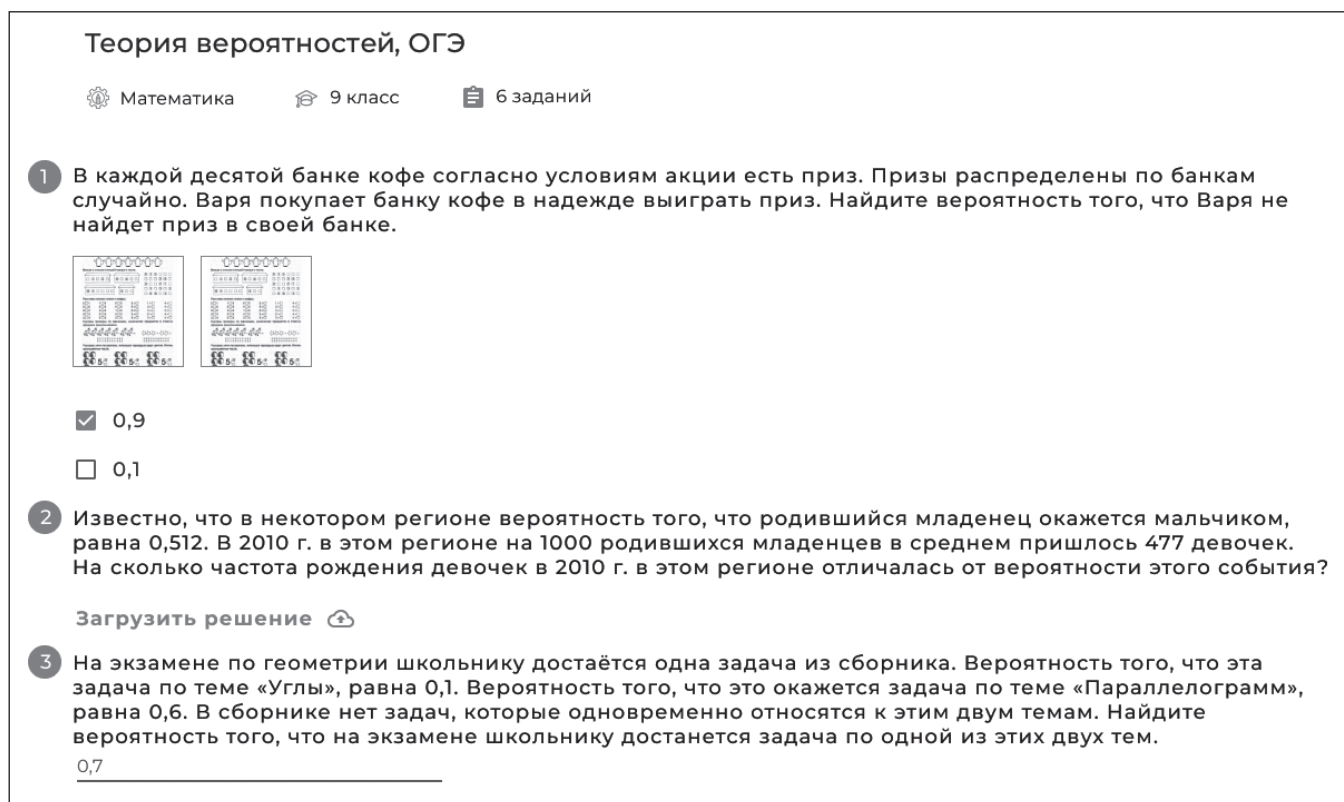 Теория вероятностей, ОГЭ
Математика 9 класс 6 заданий
1 В каждой десятой банке кофе согласно условиям акции есть приз. Призы распределены по банкам
случайно. Варя покупает банку кофе в надежде выиграть приз. Найдите вероятность того, что Варя не
найдет приз в своей банке.
0,9
0,1
2 Известно, что в некотором регионе вероятность того, что родившийся младенец окажется мальчиком,
равна 0,512. В 2010 г. в этом регионе на 1000 родившихся младенцев в среднем пришлось 477 девочек.
На сколько частота рождения девочек в 2010 г. в этом регионе отличалась от вероятности этого события?
Загрузить решение
3 На экзамене по геометрии школьнику достаётся одна задача из сборника. Вероятность того, что эта
задача по теме «Углы», равна 0,1. Вероятность того, что это окажется задача по теме «Параллелограмм»,
равна 0,6. В сборнике нет задач, которые одновременно относятся к этим двум темам. Найдите
вероятность того, что на экзамене школьнику достанется задача по одной из этих двух тем.
0,7